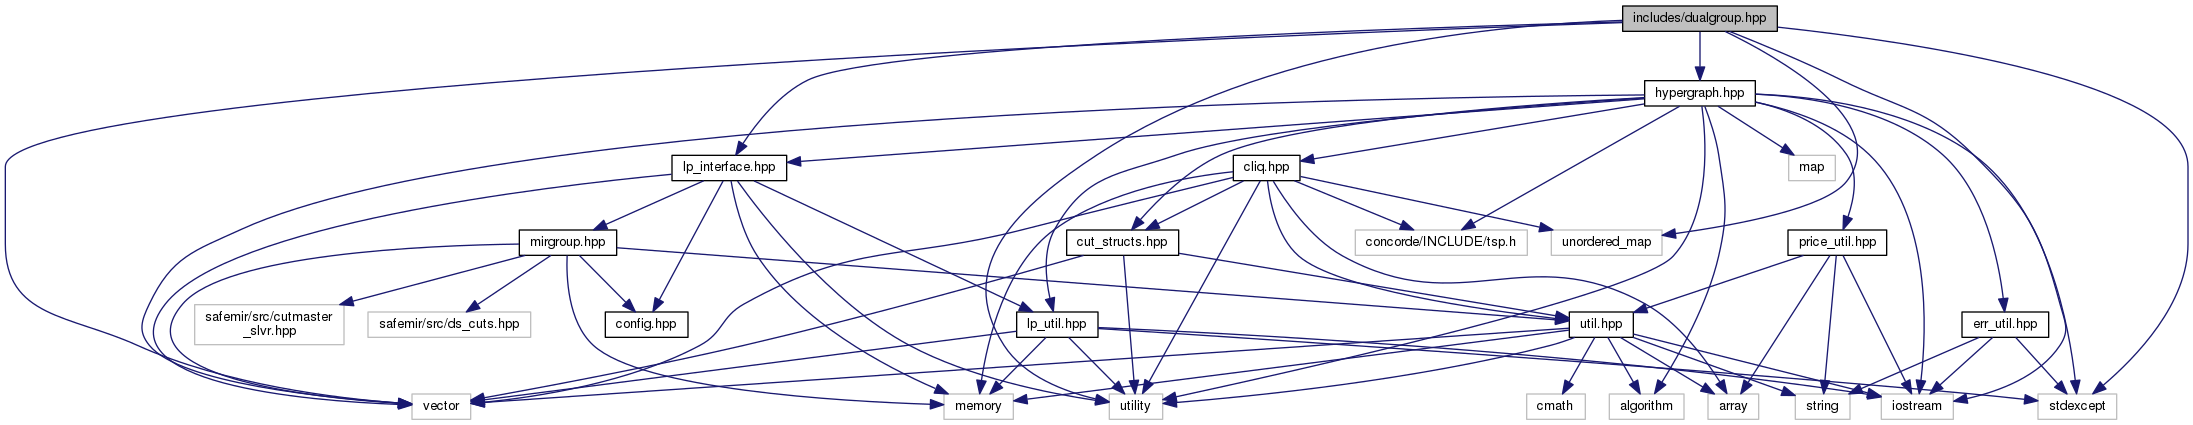 includes/dualgroup.hpp
hypergraph.hpp
lp_interface.hpp
cliq.hpp
map
mirgroup.hpp
cut_structs.hpp
concorde/INCLUDE/tsp.h
unordered_map
price_util.hpp
safemir/src/cutmaster
_slvr.hpp
safemir/src/ds_cuts.hpp
config.hpp
lp_util.hpp
util.hpp
err_util.hpp
vector
memory
utility
cmath
algorithm
array
string
iostream
stdexcept